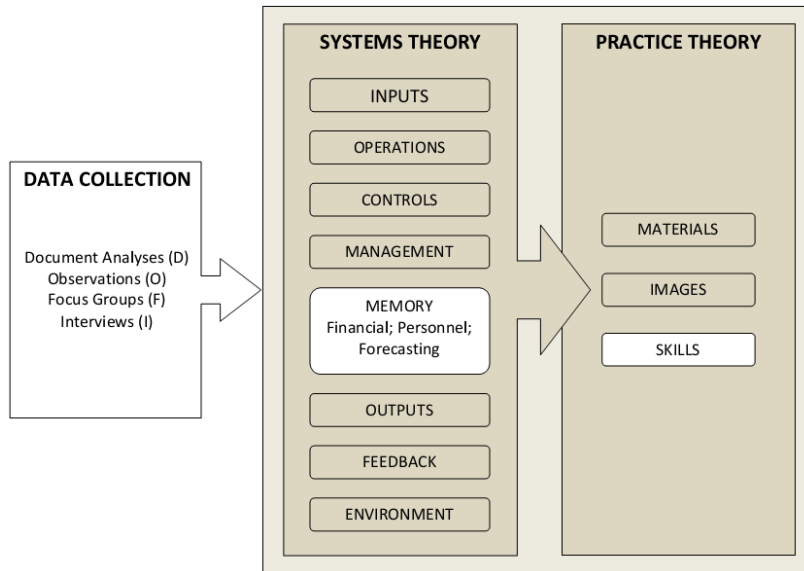 DATA COLLECTION
Document Analyses (D)
Observations (O)
Focus Groups (F)
Interviews (I)
SYSTEMS THEORY
INPUTS
OPERATIONS
CONTROLS
MANAGEMENT
MEMORY
Financial; Personnel;
Forecasting
OUTPUTS
FEEDBACK
ENVIRONMENT
PRACTICE THEORY
MATERIALS
IMAGES
SKILLS